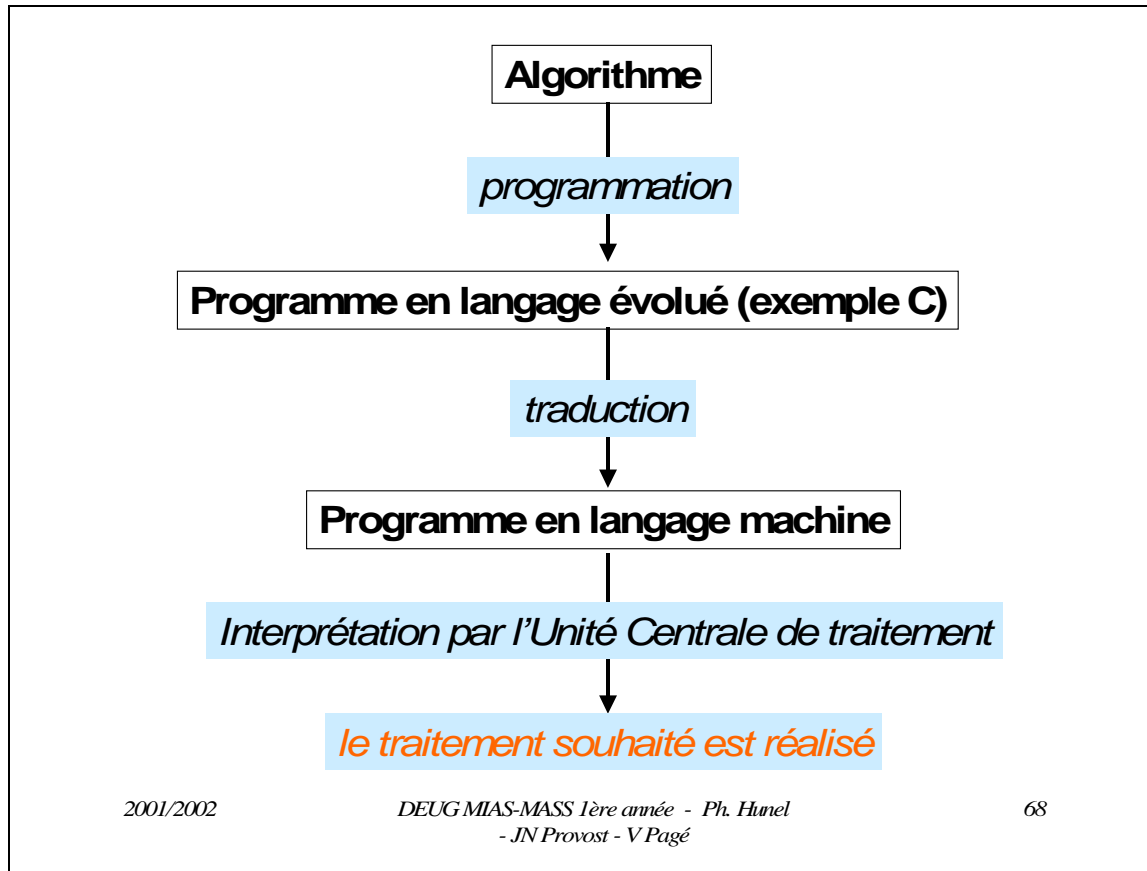 Algorithme
programmation
Programme en langage évolué (exemple C)
traduction
Programme en langage machine
Interprétation par l'Unité Centrale de traitement
le traitement souhaité est réalisé
2001/2002
DEUG MIAS-MASS 1ère année - Ph. Hunel
- JN Provost - V Pagé
68